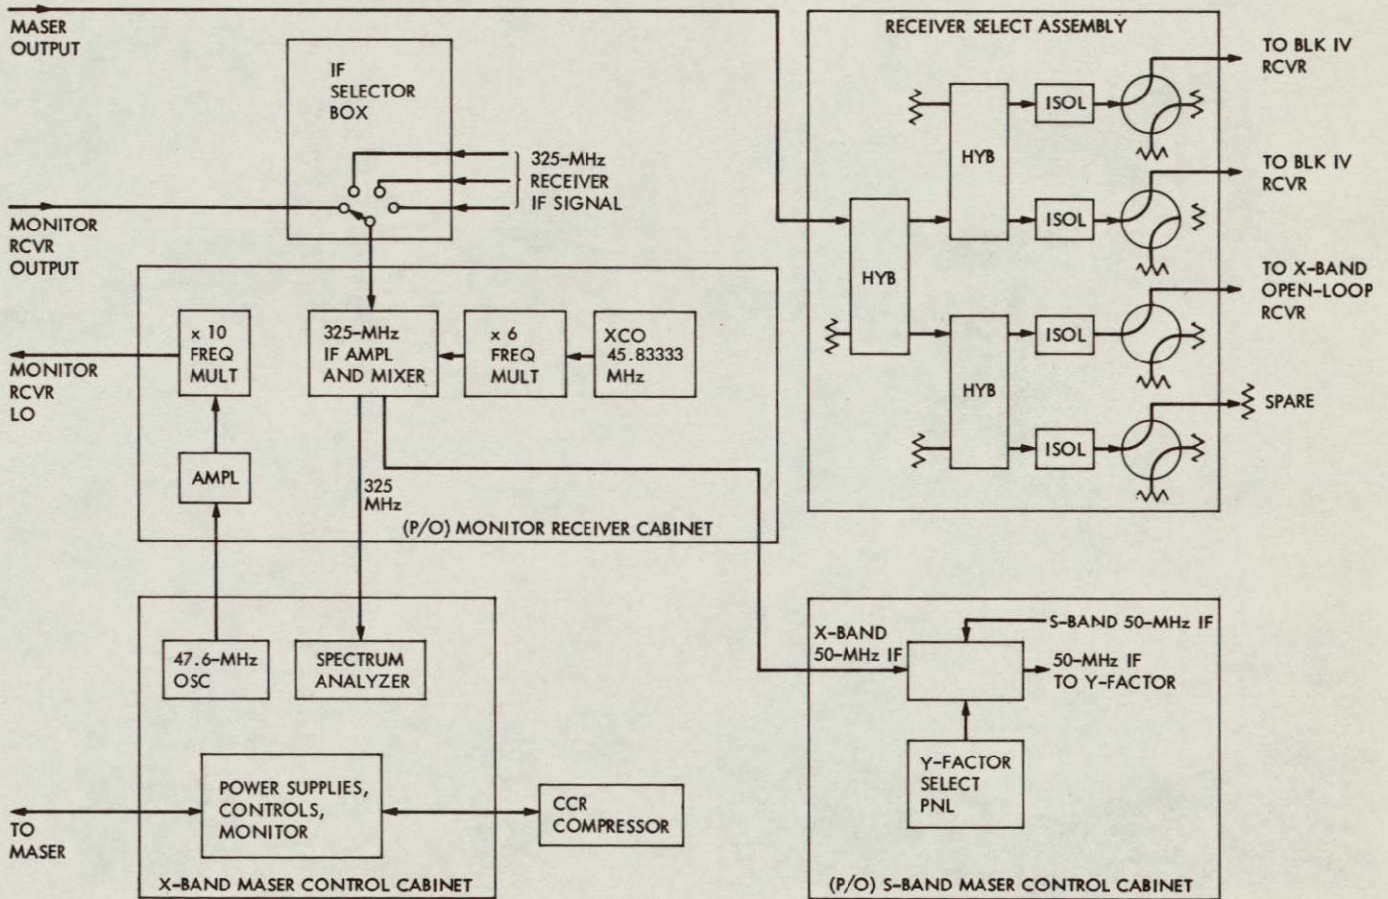 MASER
OUTPUT
IF
SELECTOR
BOX
325-MHz
RECEIVER
IF SIGNAL
MONITOR
RCVR
OUTPUT
RECEIVER SELECT ASSEMBLY
HYB
HYB
HYB
ISOL
ISOL
ISOL
ISOL
TO BLK IV
RCVR
TO BLK IV
RCVR
TO X-BAND
OPEN-LOOP
RCVR
SPARE
MONITOR
RCVR
LO
x 10
FREQ
MULT
325-MHz
IF AMPL
AND MIXER
x 6
FREQ
MULT
XCO
45.83333
MHz
AMPL
325
MHz
(P/O) MONITOR RECEIVER CABINET
47.6-MHz
OSC
SPECTRUM
ANALYZER
POWER SUPPLIES,
CONTROLS,
MONITOR
TO
MASER
CCR
COMPRESSOR
X-BAND MASER CONTROL CABINET
X-BAND
50-MHz IF
S-BAND 50-MHz IF
50-MHz IF
TO Y-FACTOR
Y-FACTOR
SELECT
PNL
(P/O) S-BAND MASER CONTROL CABINET